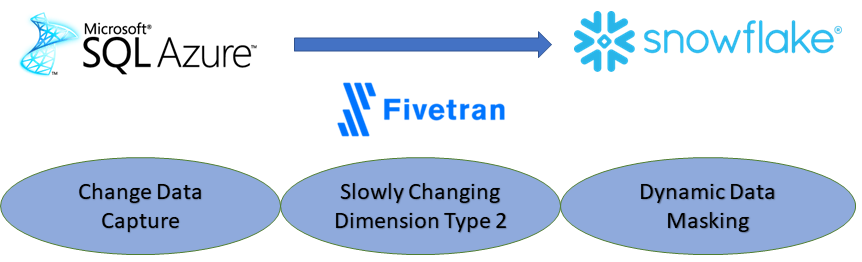 Microsoft®
SQL Azure™
snowflake®
Fivetran
Change Data
Capture
Slowly Changing
Dimension Type 2
Dynamic Data
Masking